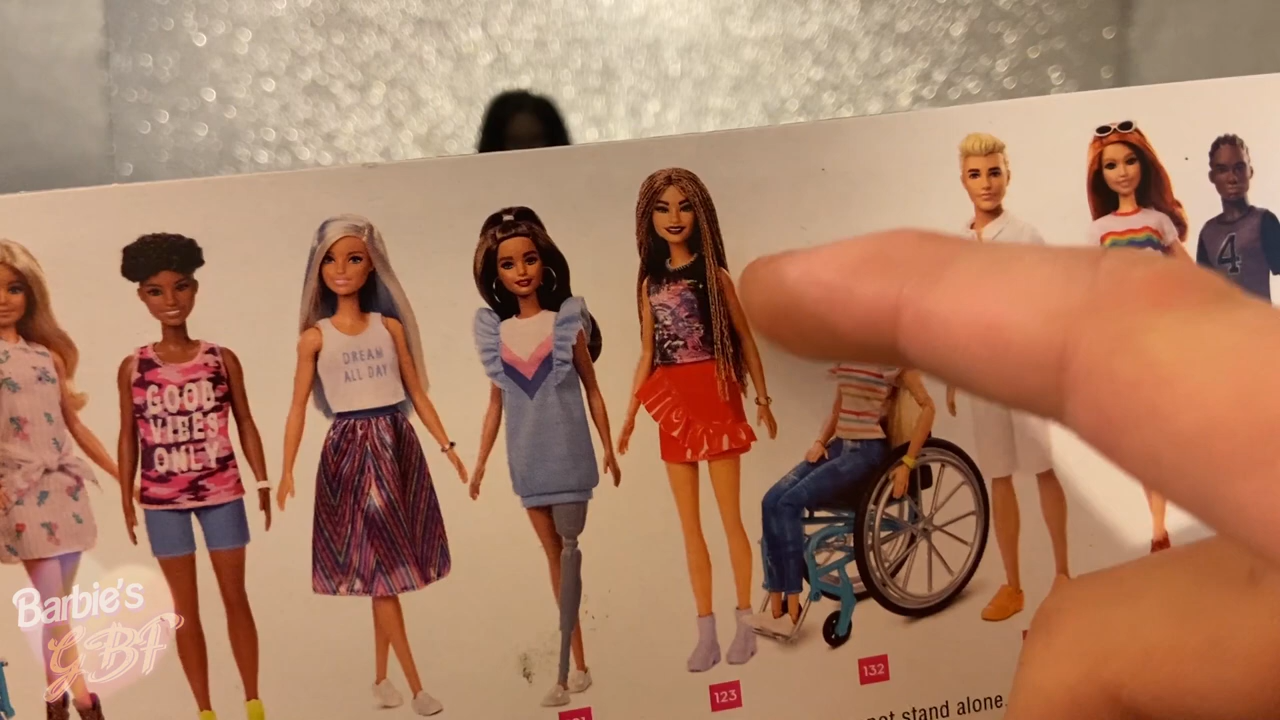 GOOD
VIBES
ONLY
DREAM
ALL DAY
4
123
132
not stand alone.
Barbie's
GBF